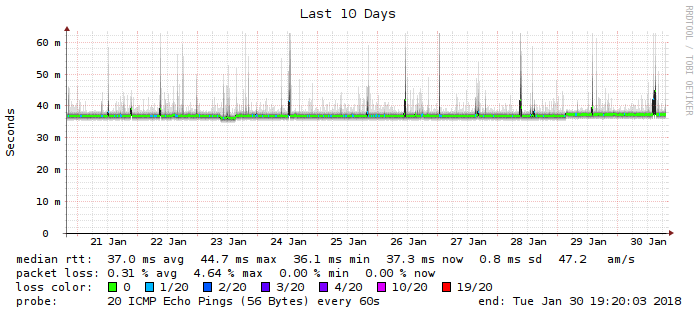 Last 10 Days
RRDTOOL / TOBI OETIKER
Seconds
60 m
50 m
40 m
30 m
20 m
10 m
0
21 Jan 22 Jan 23 Jan 24 Jan 25 Jan 26 Jan 27 Jan 28 Jan 29 Jan 30 Jan
median rtt: 37.0 ms avg 44.7 ms max 36.1 ms min 37.3 ms now 0.8 ms sd 47.2 am/s
packet loss: 0.31 % avg 4.64 % max 0.00 % min 0.00 % now
loss color: 0 1/20 2/20 3/20 4/20 10/20 19/20
probe: 20 ICMP Echo Pings (56 Bytes) every 60s end: Tue Jan 30 19:20:03 2018